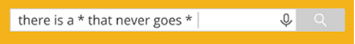 there is a * that never goes *